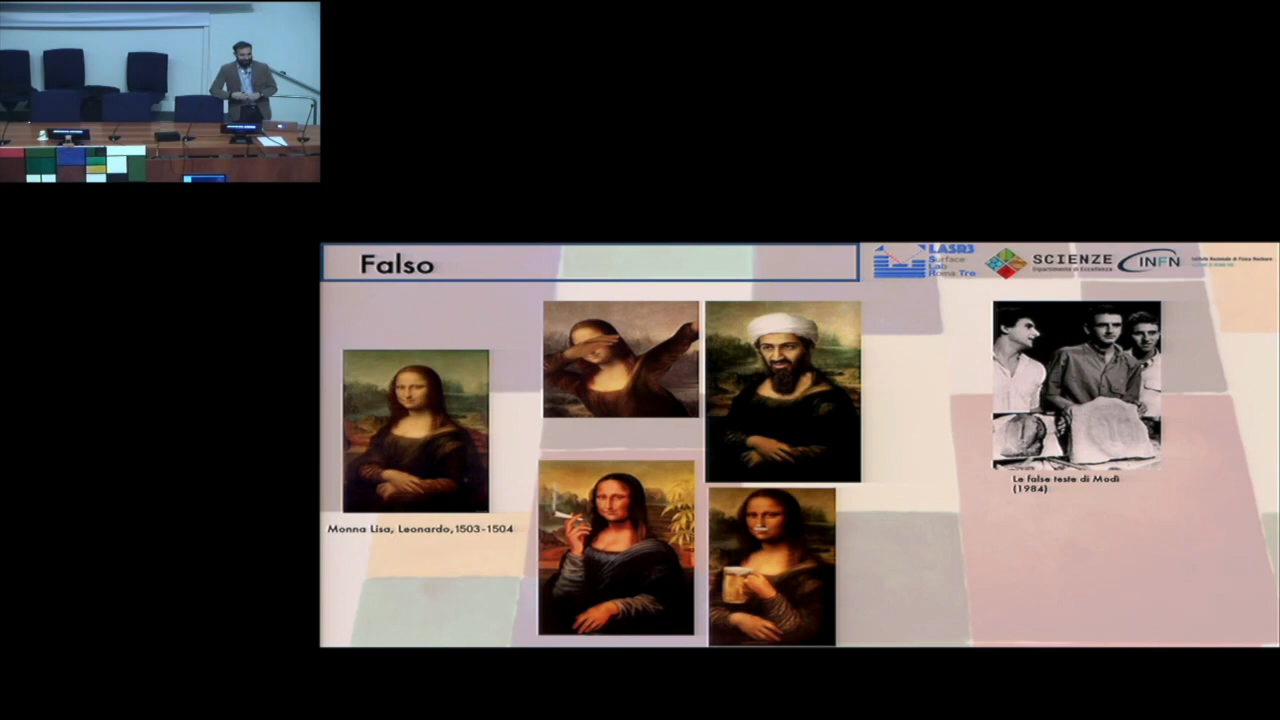 Falso
LASR3
Surface
Lab
Roma Tre
SCIENZE
Dipartimento di Eccellenza
INFN
Istituto Nazionale di Fisica Nucleare
Monna Lisa, Leonardo,1503-1504
Le false teste di Modì
(1984)